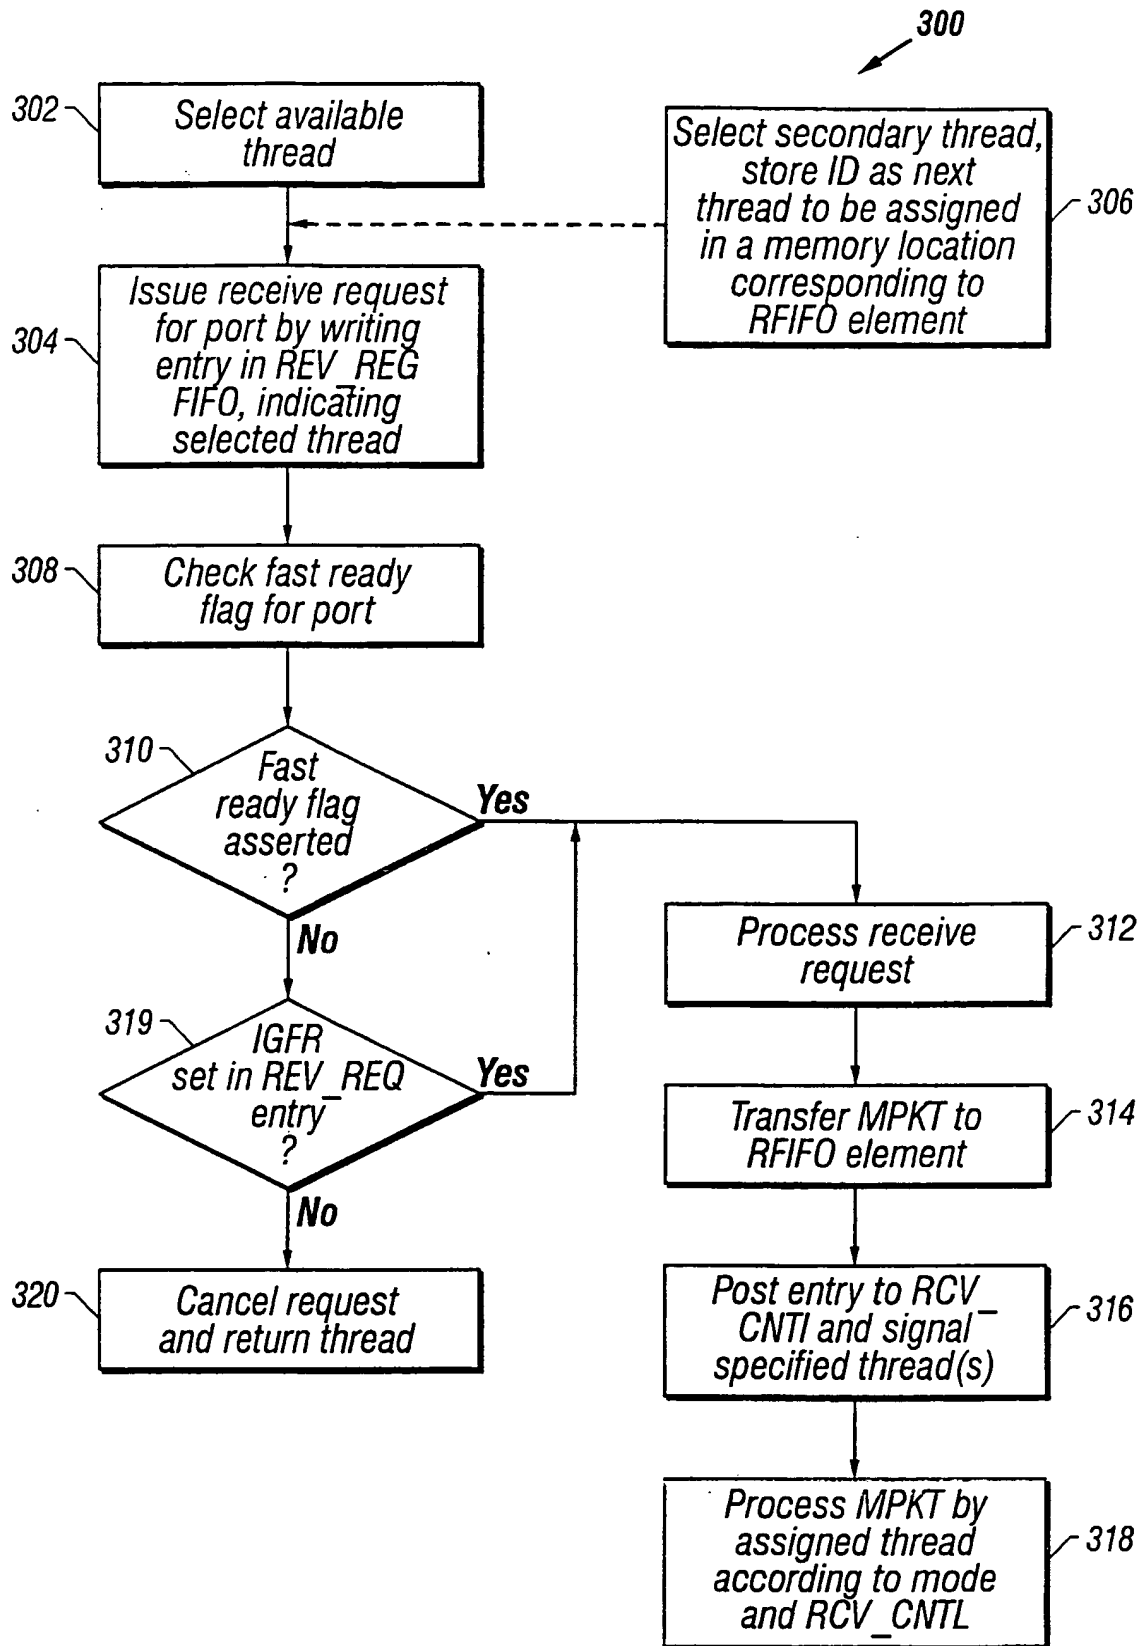 300
302
Select available
thread
Select secondary thread,
store ID as next
thread to be assigned
in a memory location
corresponding to
RFIFO element
306
304
Issue receive request
for port by writing
entry in REV_REG
FIFO, indicating
selected thread
308
Check fast ready
flag for port
310
Fast
ready flag
asserted
?
Yes
No
312
Process receive
request
319
IGFR
set in REV_REQ
entry
?
Yes
No
314
Transfer MPKT to
RFIFO element
320
Cancel request
and return thread
316
Post entry to RCV_
CNTl and signal
specified thread(s)
318
Process MPKT by
assigned thread
according to mode
and RCV_CNTL